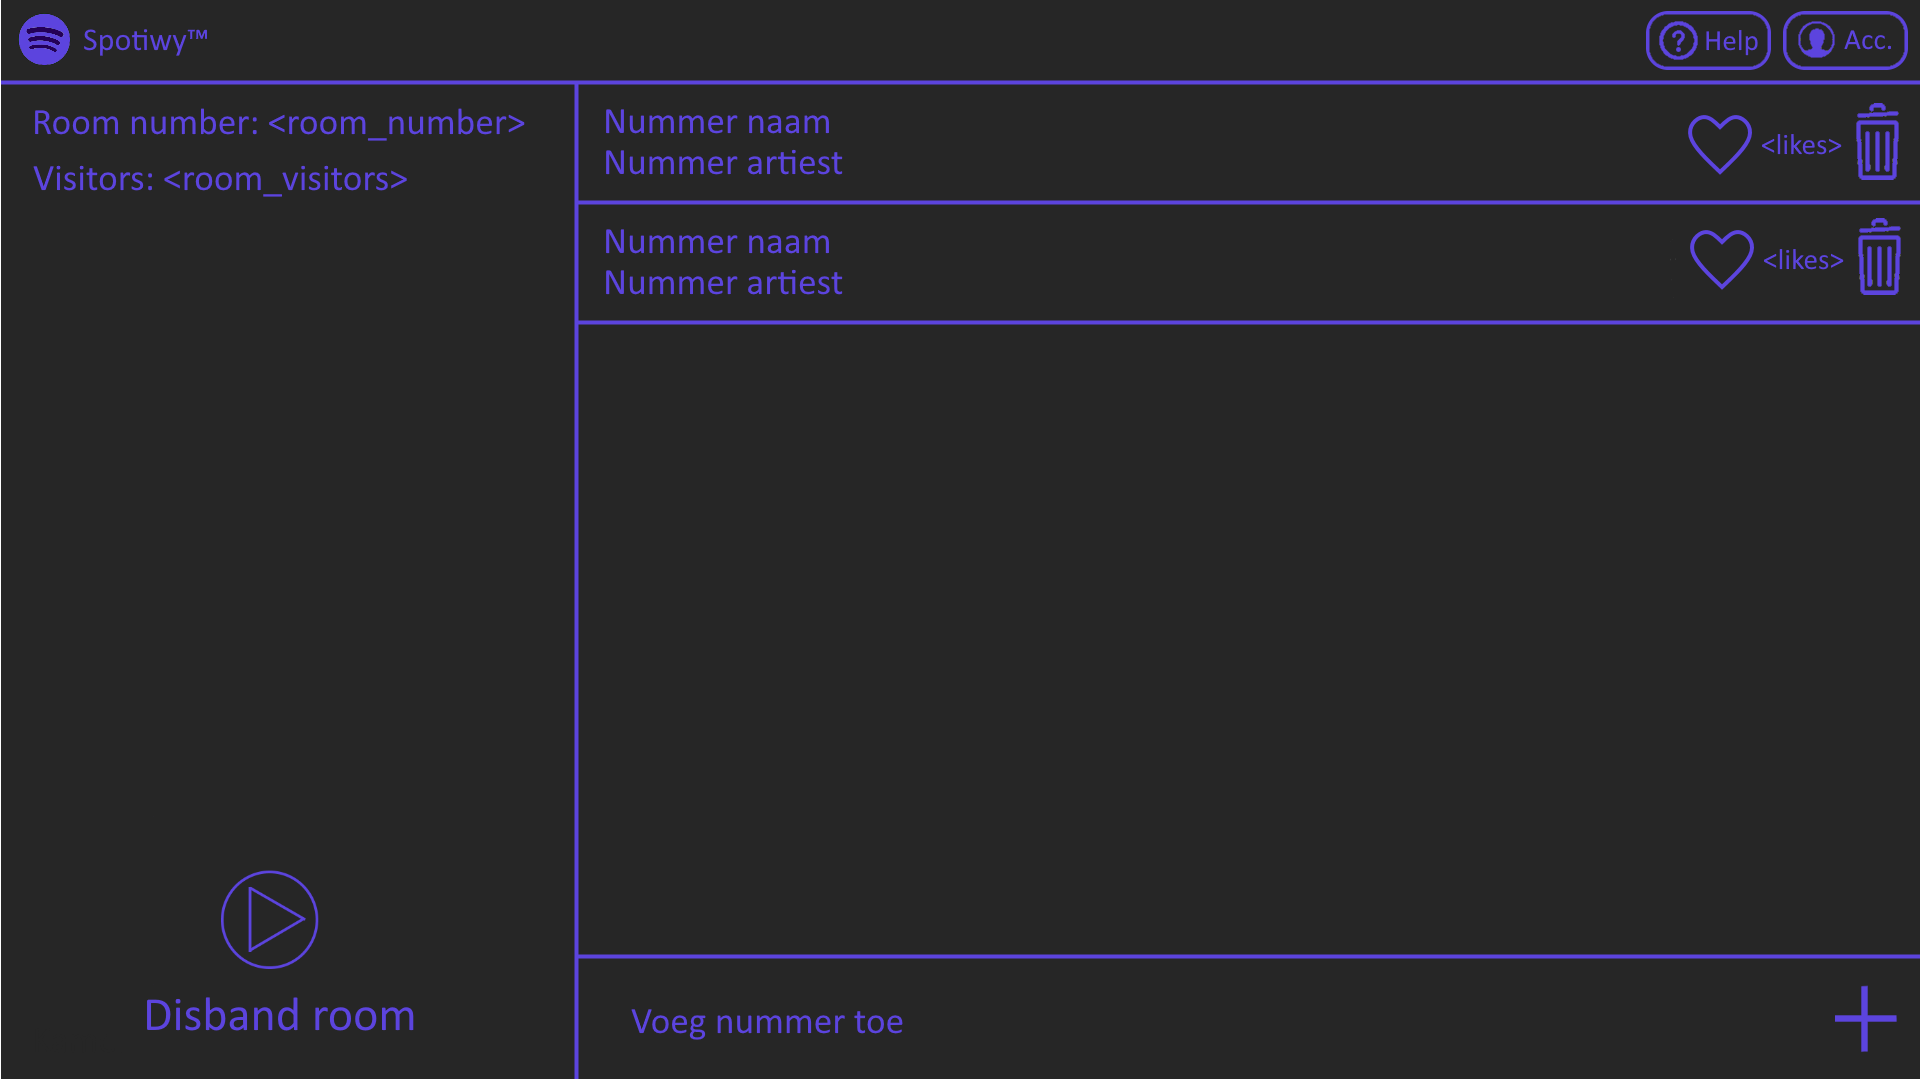 Spotiwy™
Help
Acc.
Room number: <room_number>
Visitors: <room_visitors>
Nummer naam
Nummer artiest
<likes>
Nummer naam
Nummer artiest
<likes>
Disband room
Voeg nummer toe